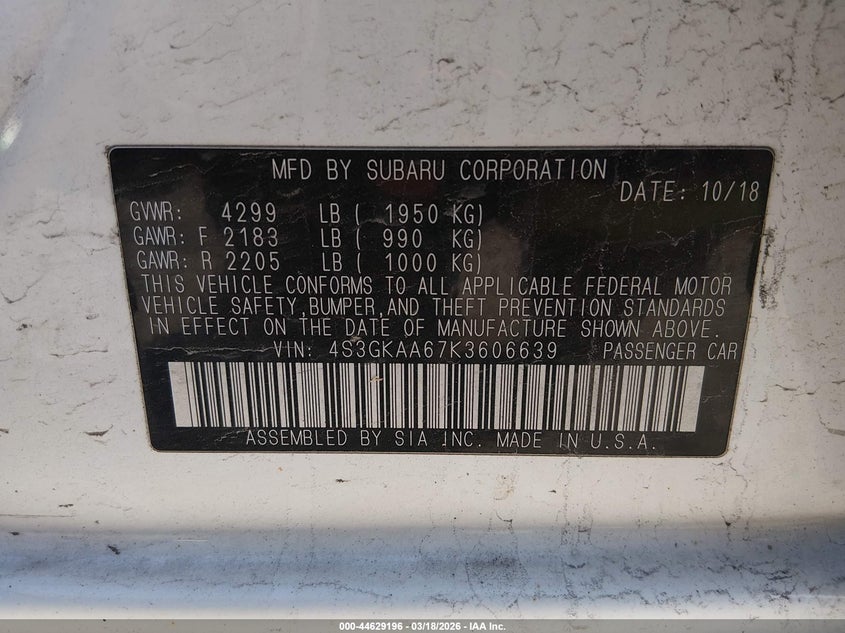 MFD BY SUBARU CORPORATION
DATE: 10/18
GVWR: 4299 LB ( 1950 KG)
GAWR: F 2183 LB ( 990 KG)
GAWR: R 2205 LB ( 1000 KG)
THIS VEHICLE CONFORMS TO ALL APPLICABLE FEDERAL MOTOR
VEHICLE SAFETY,BUMPER,AND THEFT PREVENTION STANDARDS
IN EFFECT ON THE DATE OF MANUFACTURE SHOWN ABOVE.
VIN: 4S3GKAA67K3606639 PASSENGER CAR
ASSEMBLED BY SIA INC. MADE IN U.S.A.
000-44629196 - 03/18/2026 - IAA Inc.